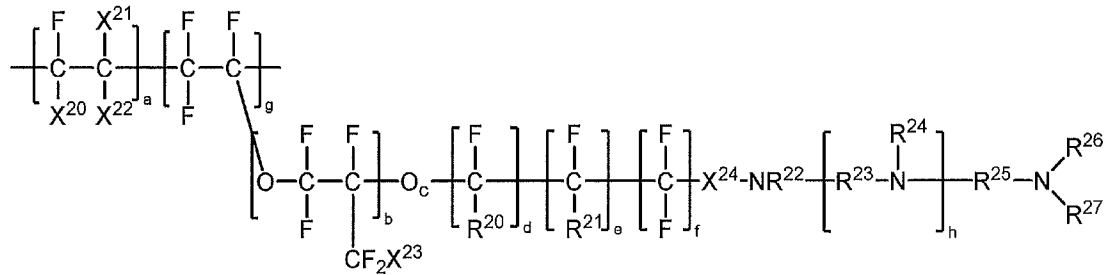 F X²¹ F F
C C a C C g
X²⁰ X²² F
F F F F F R²⁴ R²⁶
O C C b O c C d C e C f X²⁴ NR²² R²³ N h R²⁵ N
F R²⁰ R²¹ F R²⁷
CF₂X²³